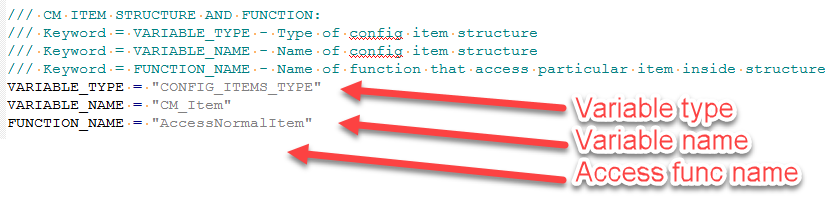 /// CM ITEM STRUCTURE AND FUNCTION:
/// Keyword = VARIABLE_TYPE - Type of config item structure
/// Keyword = VARIABLE_NAME - Name of config item structure
/// Keyword = FUNCTION_NAME - Name of function that access particular item inside structure
VARIABLE_TYPE = "CONFIG_ITEMS_TYPE"
VARIABLE_NAME = "CM_Item"
FUNCTION_NAME = "AccessNormalItem"
Variable type
Variable name
Access func name